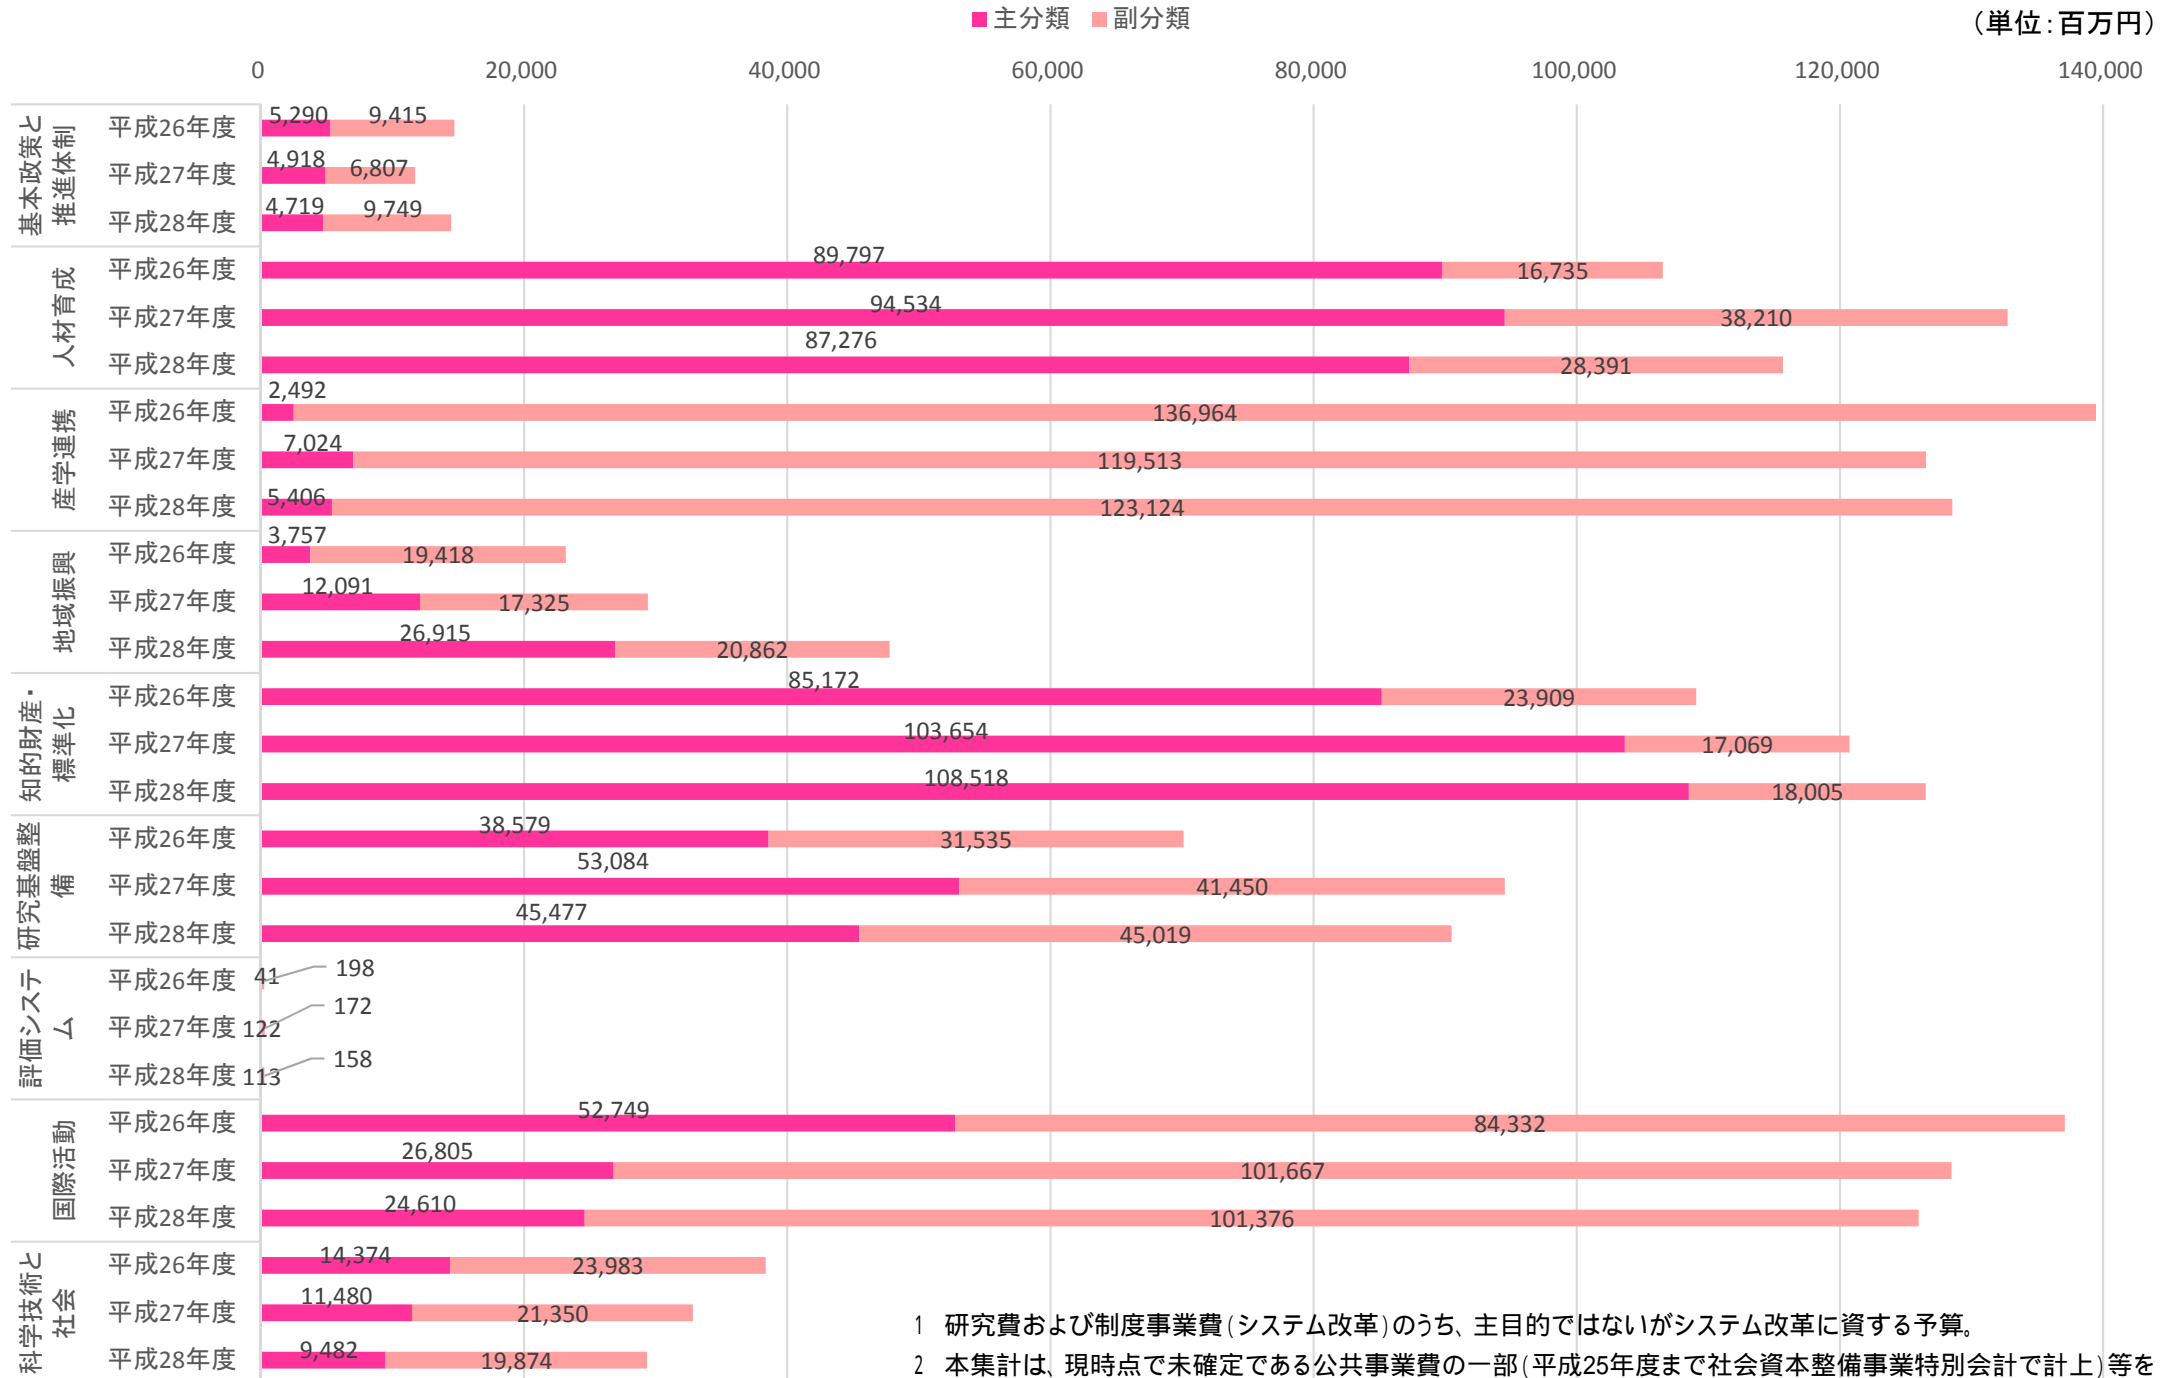 主分類 副分類
（単位：百万円）
0 20,000 40,000 60,000 80,000 100,000 120,000 140,000
基本政策と
推進体制
平成26年度 5,290 9,415
平成27年度 4,918 6,807
平成28年度 4,719 9,749
人材育成
平成26年度 89,797 16,735
平成27年度 94,534 38,210
平成28年度 87,276 28,391
産学連携
平成26年度 2,492 136,964
平成27年度 7,024 119,513
平成28年度 5,406 123,124
地域振興
平成26年度 3,757 19,418
平成27年度 12,091 17,325
平成28年度 26,915 20,862
知的財産・
標準化
平成26年度 85,172 23,909
平成27年度 103,654 17,069
平成28年度 108,518 18,005
研究基盤整
備
平成26年度 38,579 31,535
平成27年度 53,084 41,450
平成28年度 45,477 45,019
評価システ
ム
平成26年度 41 198
平成27年度 122 172
平成28年度 113 158
国際活動
平成26年度 52,749 84,332
平成27年度 26,805 101,667
平成28年度 24,610 101,376
科学技術と
社会
平成26年度 14,374 23,983
平成27年度 11,480 21,350
平成28年度 9,482 19,874
1 研究費および制度事業費(システム改革)のうち、主目的ではないがシステム改革に資する予算。
2 本集計は、現時点で未確定である公共事業費の一部(平成25年度まで社会資本整備事業特別会計で計上)等を